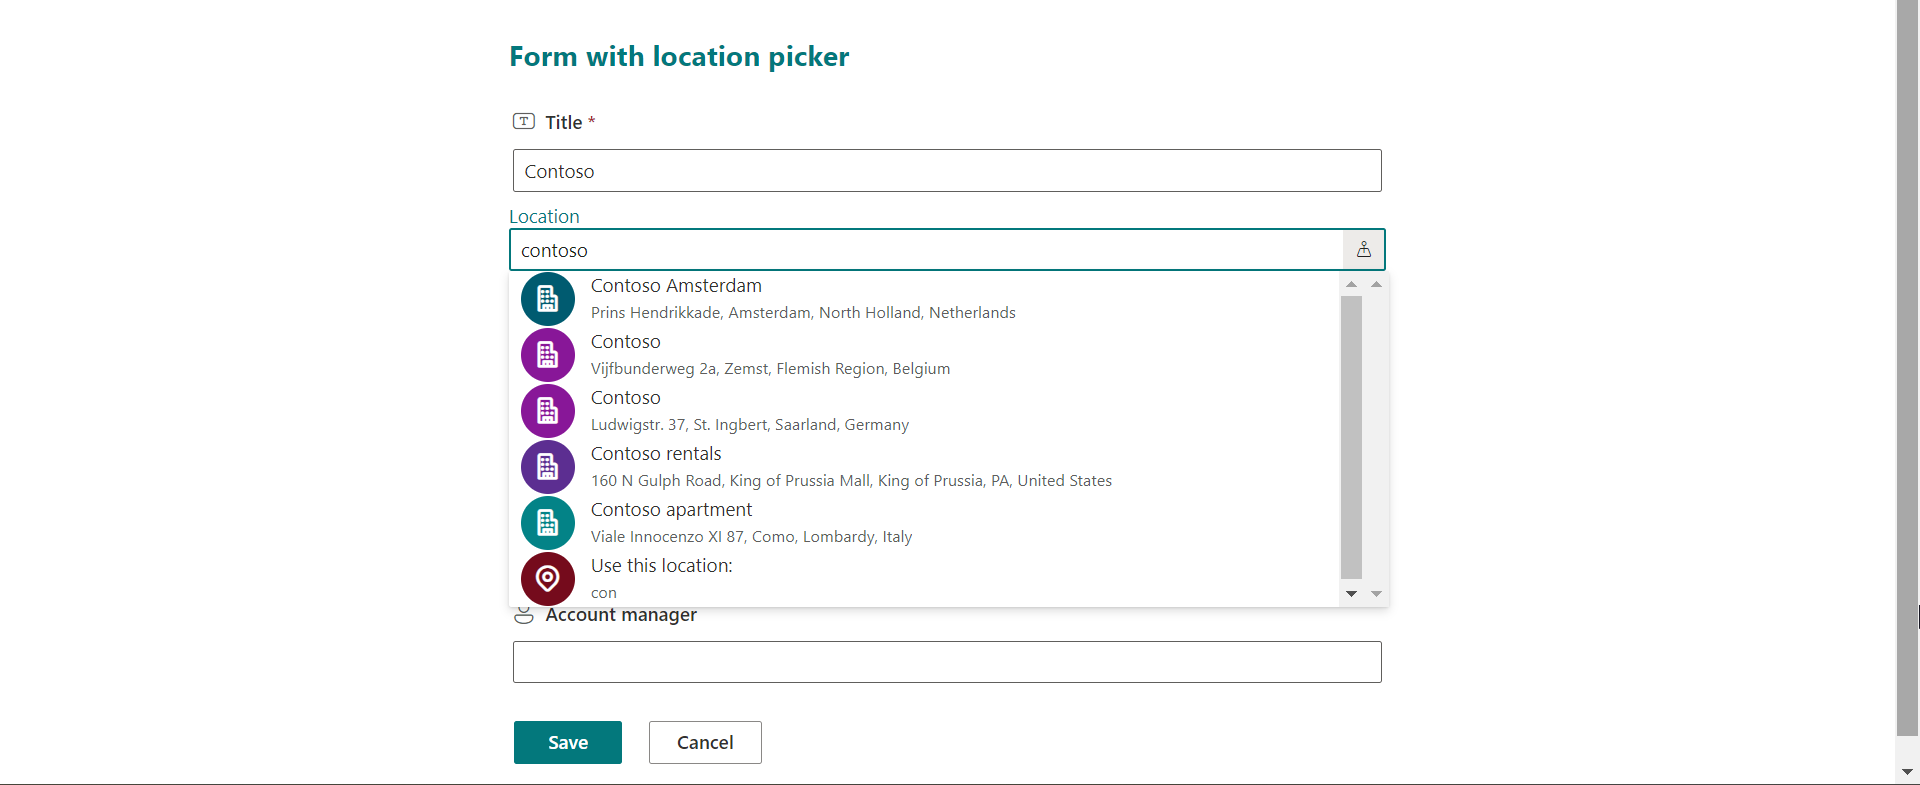 Form with location picker
Title *
Contoso
Location
contoso
Contoso Amsterdam
Prins Hendrikkade, Amsterdam, North Holland, Netherlands
Contoso
Vijfbunderweg 2a, Zemst, Flemish Region, Belgium
Contoso
Ludwigstr. 37, St. Ingbert, Saarland, Germany
Contoso rentals
160 N Gulph Road, King of Prussia Mall, King of Prussia, PA, United States
Contoso apartment
Viale Innocenzo XI 87, Como, Lombardy, Italy
Use this location:
con
Account manager
Save Cancel